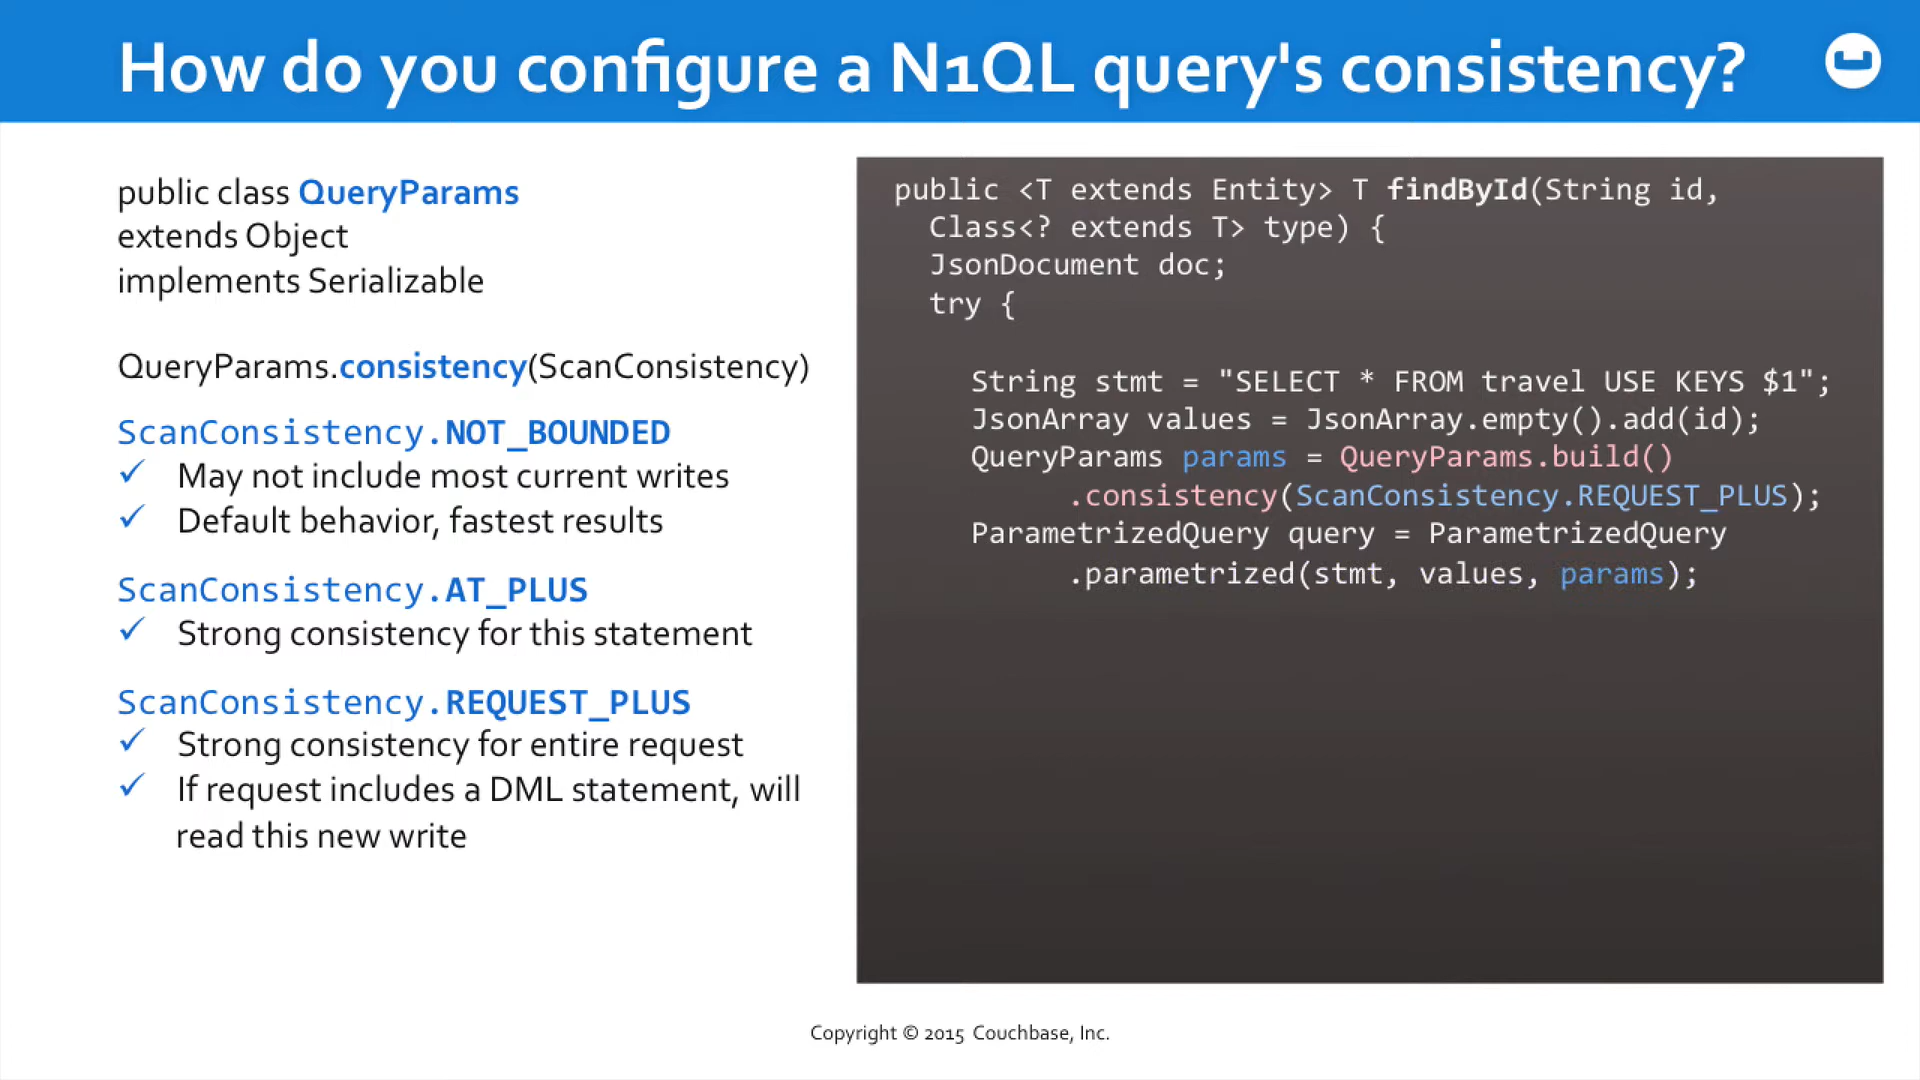 How do you configure a N1QL query's consistency?
public class QueryParams
extends Object
implements Serializable
QueryParams.consistency(ScanConsistency)
ScanConsistency.NOT_BOUNDED
✓ May not include most current writes
✓ Default behavior, fastest results
ScanConsistency.AT_PLUS
✓ Strong consistency for this statement
ScanConsistency.REQUEST_PLUS
✓ Strong consistency for entire request
✓ If request includes a DML statement, will
read this new write
public <T extends Entity> T findById(String id,
Class<? extends T> type) {
JsonDocument doc;
try {
String stmt = "SELECT * FROM travel USE KEYS $1";
JsonArray values = JsonArray.empty().add(id);
QueryParams params = QueryParams.build()
.consistency(ScanConsistency.REQUEST_PLUS);
ParametrizedQuery query = ParametrizedQuery
.parametrized(stmt, values, params);
Copyright © 2015 Couchbase, Inc.